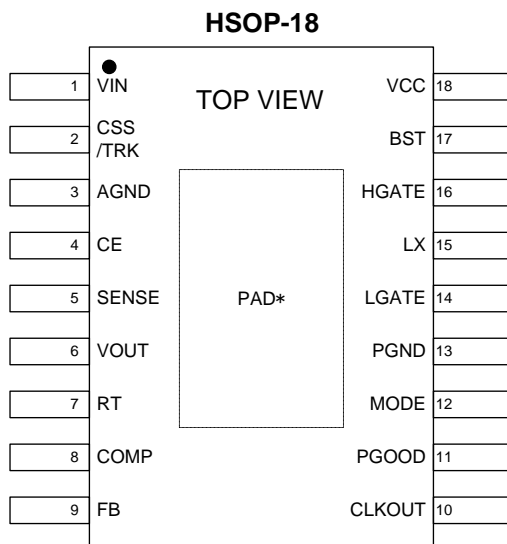 HSOP-18
TOP VIEW
1 VIN
2 CSS
/TRK
3 AGND
4 CE
5 SENSE
6 VOUT
7 RT
8 COMP
9 FB
PAD*
VCC 18
BST 17
HGATE 16
LX 15
LGATE 14
PGND 13
MODE 12
PGOOD 11
CLKOUT 10